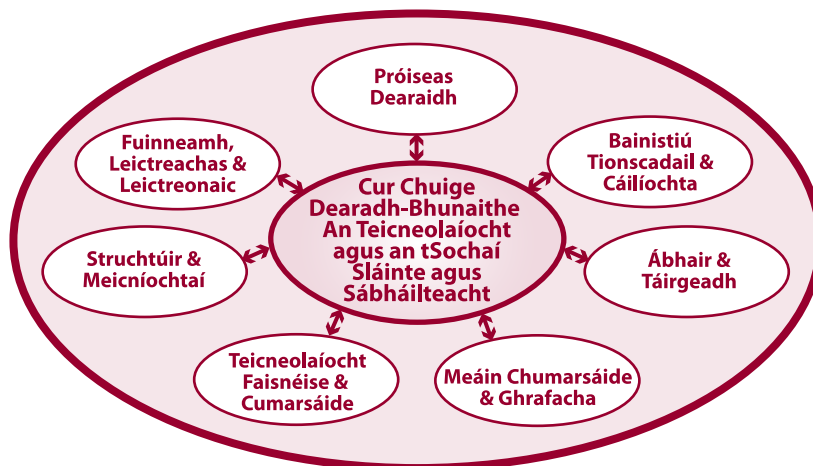 Próiseas
Dearaidh
Fuinneamh,
Leictreachas &
Leictreonaic
Bainistiú
Tionscadail &
Cáilíochta
Cur Chuige
Dearadh-Bhunaithe
An Teicneolaíocht
agus an tSochaí
Sláinte agus
Sábháilteacht
Struchtúir &
Meicníochtaí
Ábhair &
Táirgeadh
Teicneolaíocht
Faisnéise &
Cumarsáide
Meáin Chumarsáide
& Ghrafacha